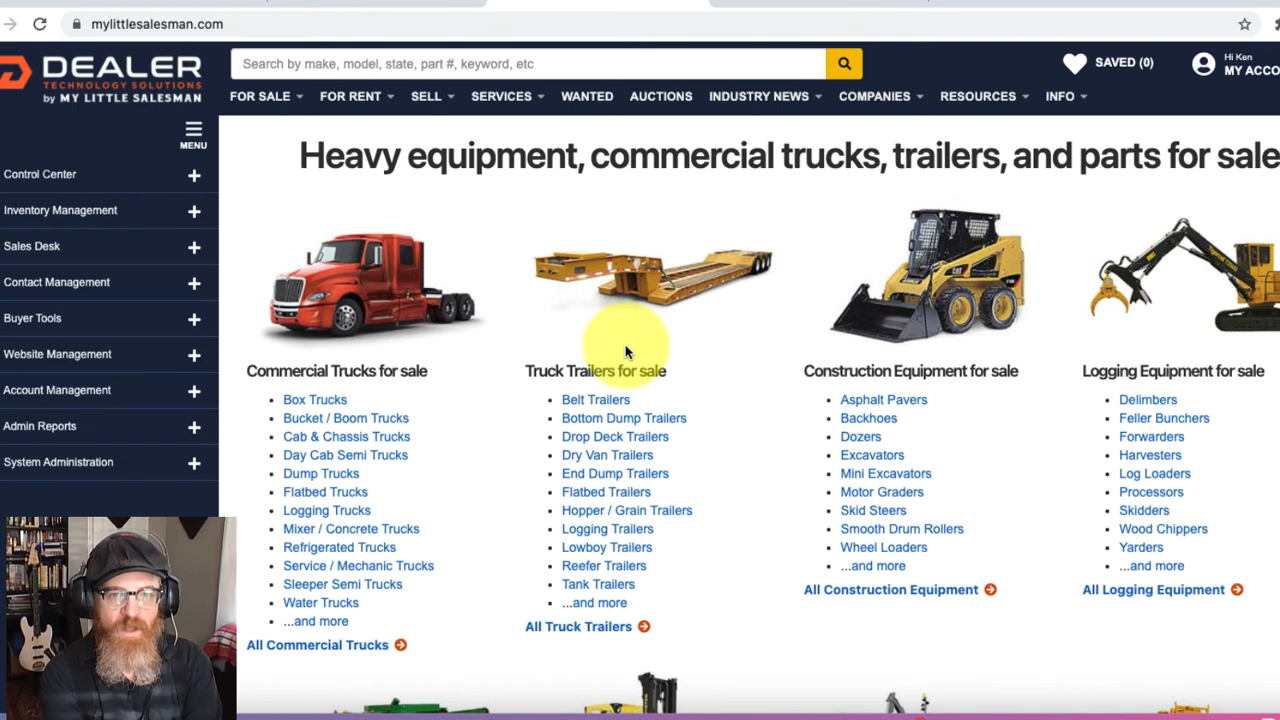 mylittlesalesman.com
DEALER
TECHNOLOGY SOLUTIONS
by MY LITTLE SALESMAN
Search by make, model, state, part #, keyword, etc
SAVED (0)
Hi Ken
MY ACCO
FOR SALE
FOR RENT
SELL
SERVICES
WANTED
AUCTIONS
INDUSTRY NEWS
COMPANIES
RESOURCES
INFO
MENU
Control Center
Inventory Management
Sales Desk
Contact Management
Buyer Tools
Website Management
Account Management
Admin Reports
System Administration
Heavy equipment, commercial trucks, trailers, and parts for sale
Commercial Trucks for sale
Box Trucks
Bucket / Boom Trucks
Cab & Chassis Trucks
Day Cab Semi Trucks
Dump Trucks
Flatbed Trucks
Logging Trucks
Mixer / Concrete Trucks
Refrigerated Trucks
Service / Mechanic Trucks
Sleeper Semi Trucks
Water Trucks
...and more
All Commercial Trucks
Truck Trailers for sale
Belt Trailers
Bottom Dump Trailers
Drop Deck Trailers
Dry Van Trailers
End Dump Trailers
Flatbed Trailers
Hopper / Grain Trailers
Logging Trailers
Lowboy Trailers
Reefer Trailers
Tank Trailers
...and more
All Truck Trailers
CAT
Construction Equipment for sale
Asphalt Pavers
Backhoes
Dozers
Excavators
Mini Excavators
Motor Graders
Skid Steers
Smooth Drum Rollers
Wheel Loaders
...and more
All Construction Equipment
Logging Equipment for sale
Delimbers
Feller Bunchers
Forwarders
Harvesters
Log Loaders
Processors
Skidders
Wood Chippers
Yarders
...and more
All Logging Equipment